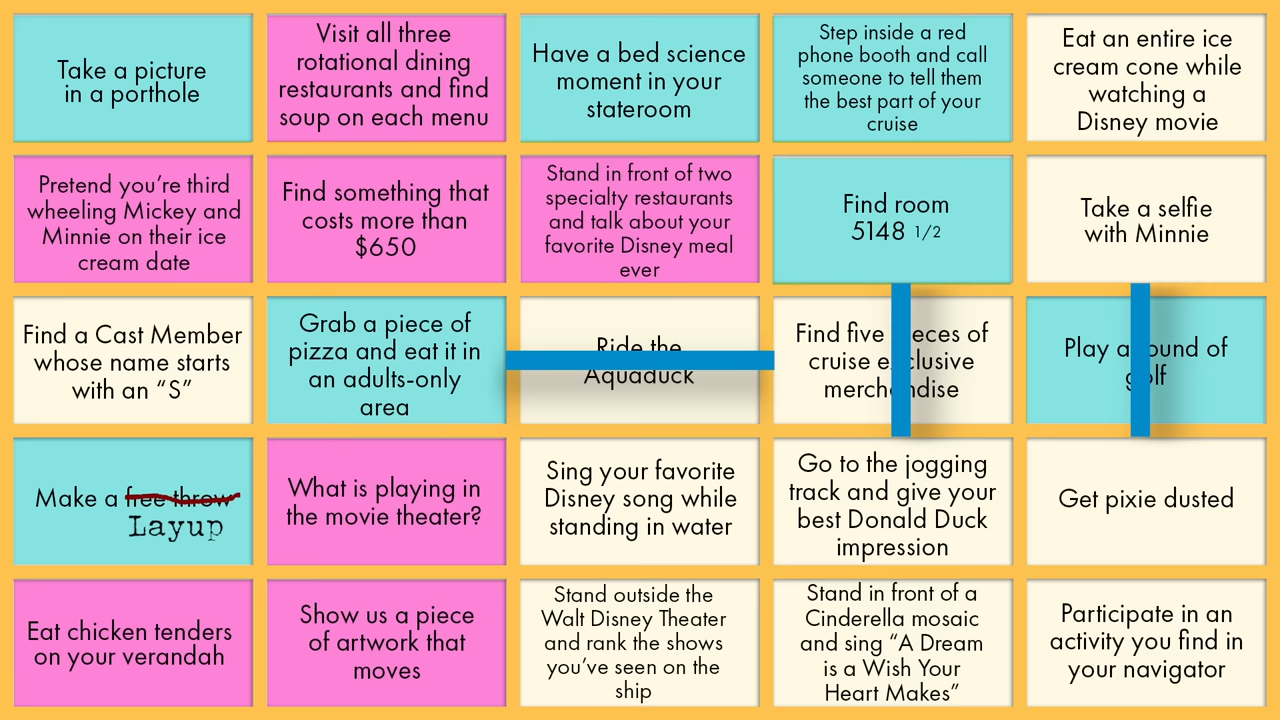 Take a picture
in a porthole
Visit all three
rotational dining
restaurants and find
soup on each menu
Have a bed science
moment in your
stateroom
Step inside a red
phone booth and call
someone to tell them
the best part of your
cruise
Eat an entire ice
cream cone while
watching a
Disney movie
Pretend you’re third
wheeling Mickey and
Minnie on their ice
cream date
Find something that
costs more than
$650
Stand in front of two
specialty restaurants
and talk about your
favorite Disney meal
ever
Find room
5148 1/2
Take a selfie
with Minnie
Find a Cast Member
whose name starts
with an “S”
Grab a piece of
pizza and eat it in
an adults-only
area
Ride the
Aquaduck
Find five pieces of
cruise exclusive
merchandise
Play a round of
golf
Make a free throw
Layup
What is playing in
the movie theater?
Sing your favorite
Disney song while
standing in water
Go to the jogging
track and give your
best Donald Duck
impression
Get pixie dusted
Eat chicken tenders
on your verandah
Show us a piece
of artwork that
moves
Stand outside the
Walt Disney Theater
and rank the shows
you’ve seen on the
ship
Stand in front of a
Cinderella mosaic
and sing “A Dream
is a Wish Your
Heart Makes”
Participate in an
activity you find in
your navigator